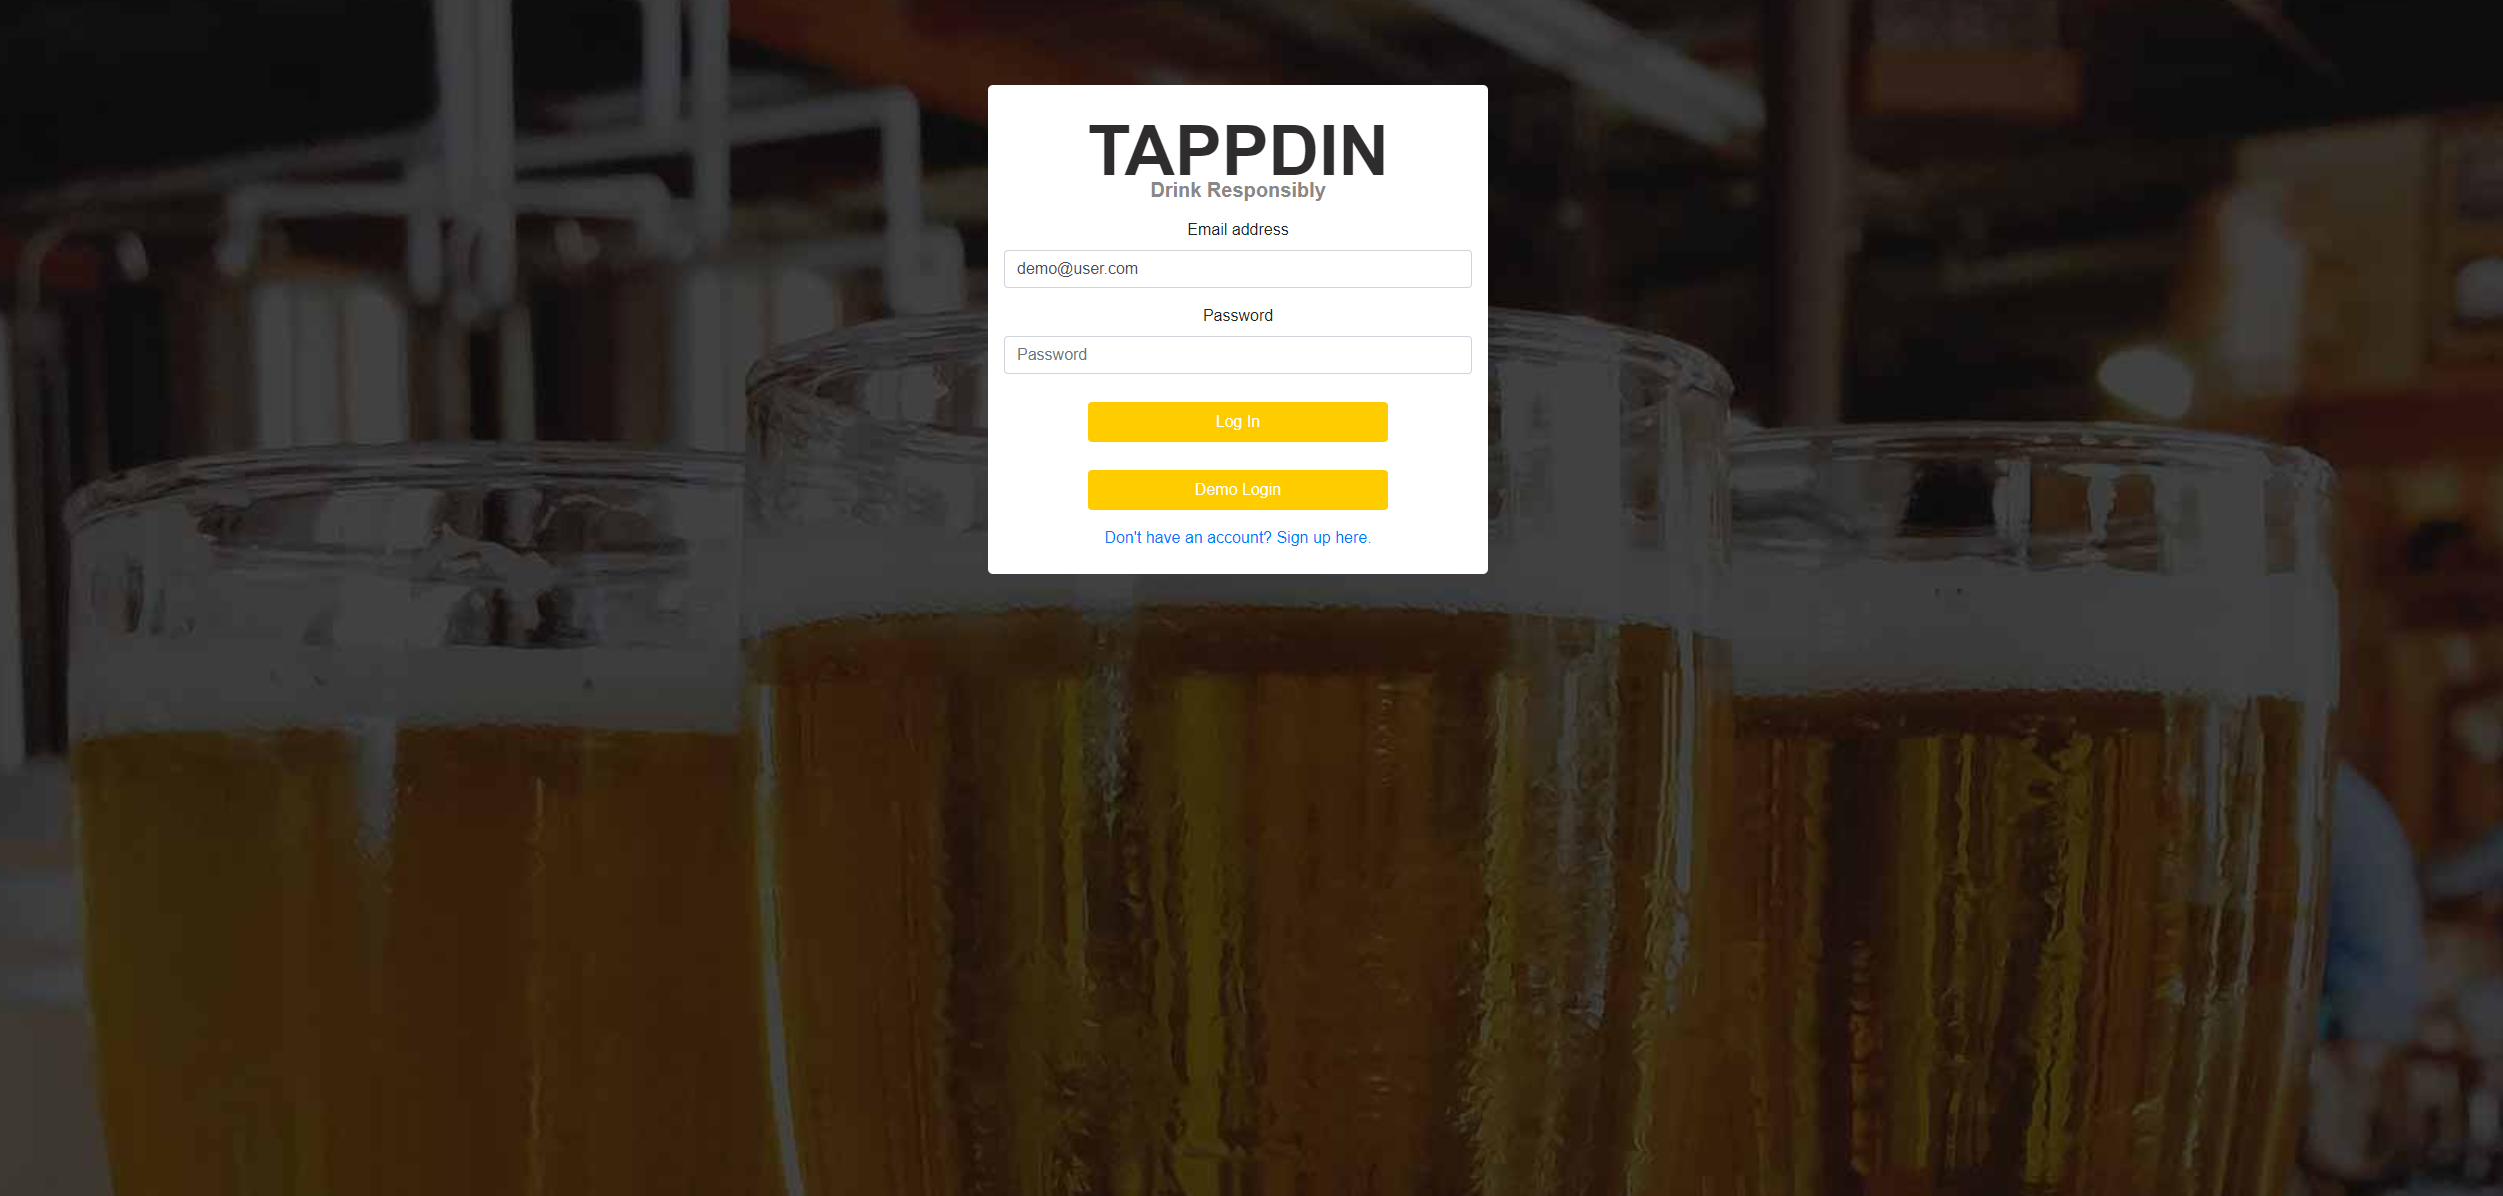 TAPPDIN
Drink Responsibly
Email address
demo@user.com
Password
Password
Log In
Demo Login
Don't have an account? Sign up here.